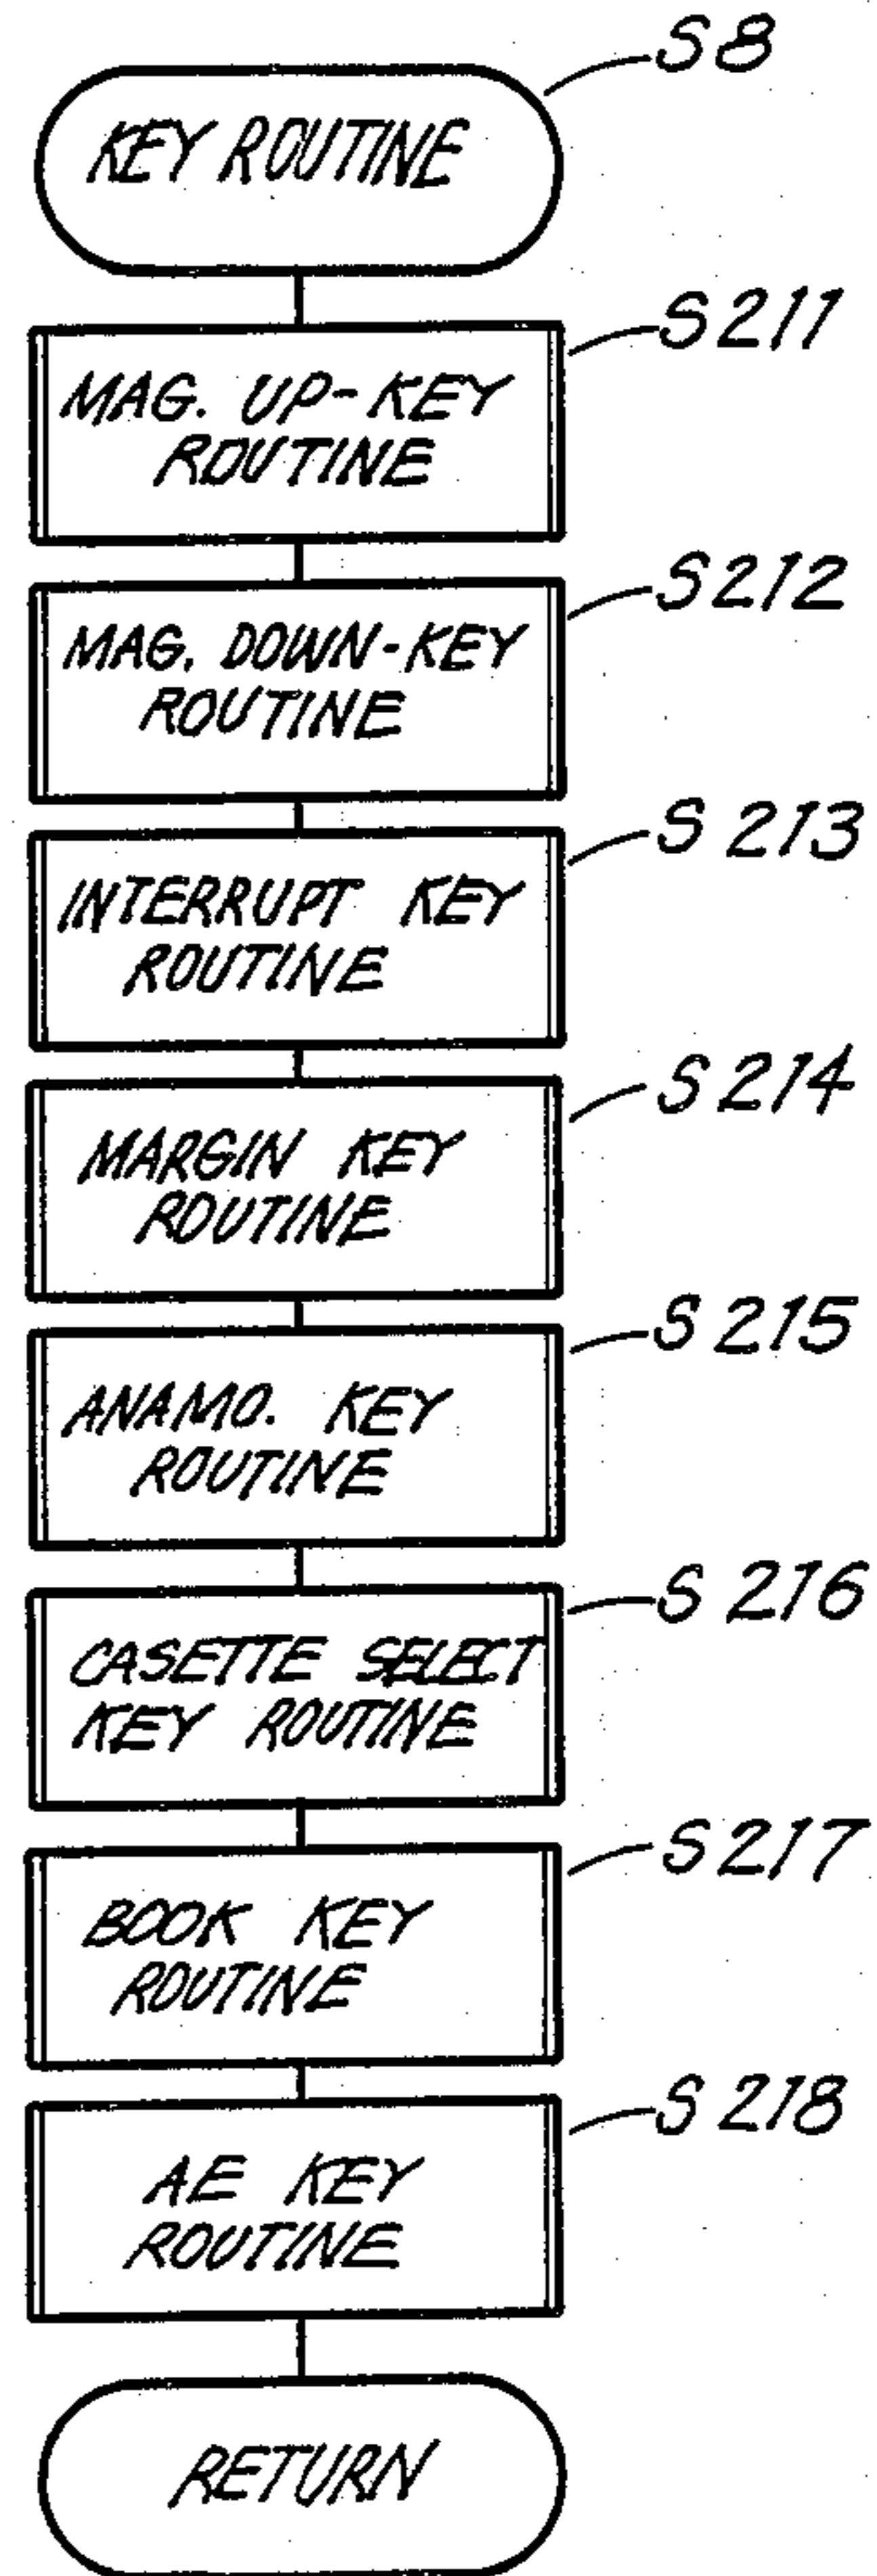 S8
KEY ROUTINE
S211
MAG. UP-KEY
ROUTINE
S212
MAG. DOWN-KEY
ROUTINE
S213
INTERRUPT KEY
ROUTINE
S214
MARGIN KEY
ROUTINE
S215
ANAMO. KEY
ROUTINE
S216
CASETTE SELECT
KEY ROUTINE
S217
BOOK KEY
ROUTINE
S218
AE KEY
ROUTINE
RETURN